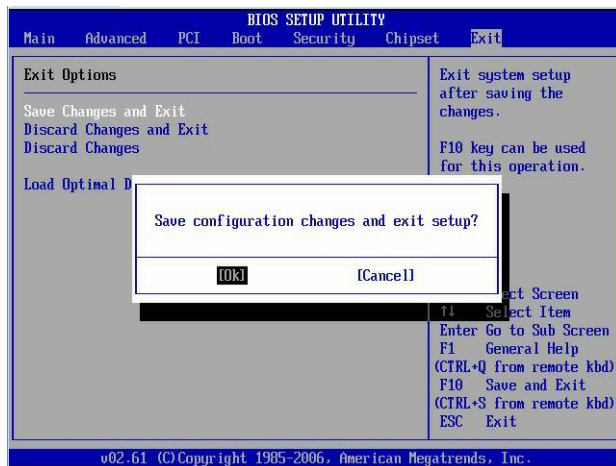 BIOS SETUP UTILITY
Main Advanced PCI Boot Security Chipset Exit
Exit Options
Save Changes and Exit
Discard Changes and Exit
Discard Changes
Load Optimal D
Save configuration changes and exit setup?
[Ok] [Cancel]
Exit system setup
after saving the
changes.
F10 key can be used
for this operation.
ect Screen
↑↓ Select Item
Enter Go to Sub Screen
F1 General Help
(CTRL+Q from remote kbd)
F10 Save and Exit
(CTRL+S from remote kbd)
ESC Exit
v02.61 (C)Copyright 1985-2006, American Megatrends, Inc.